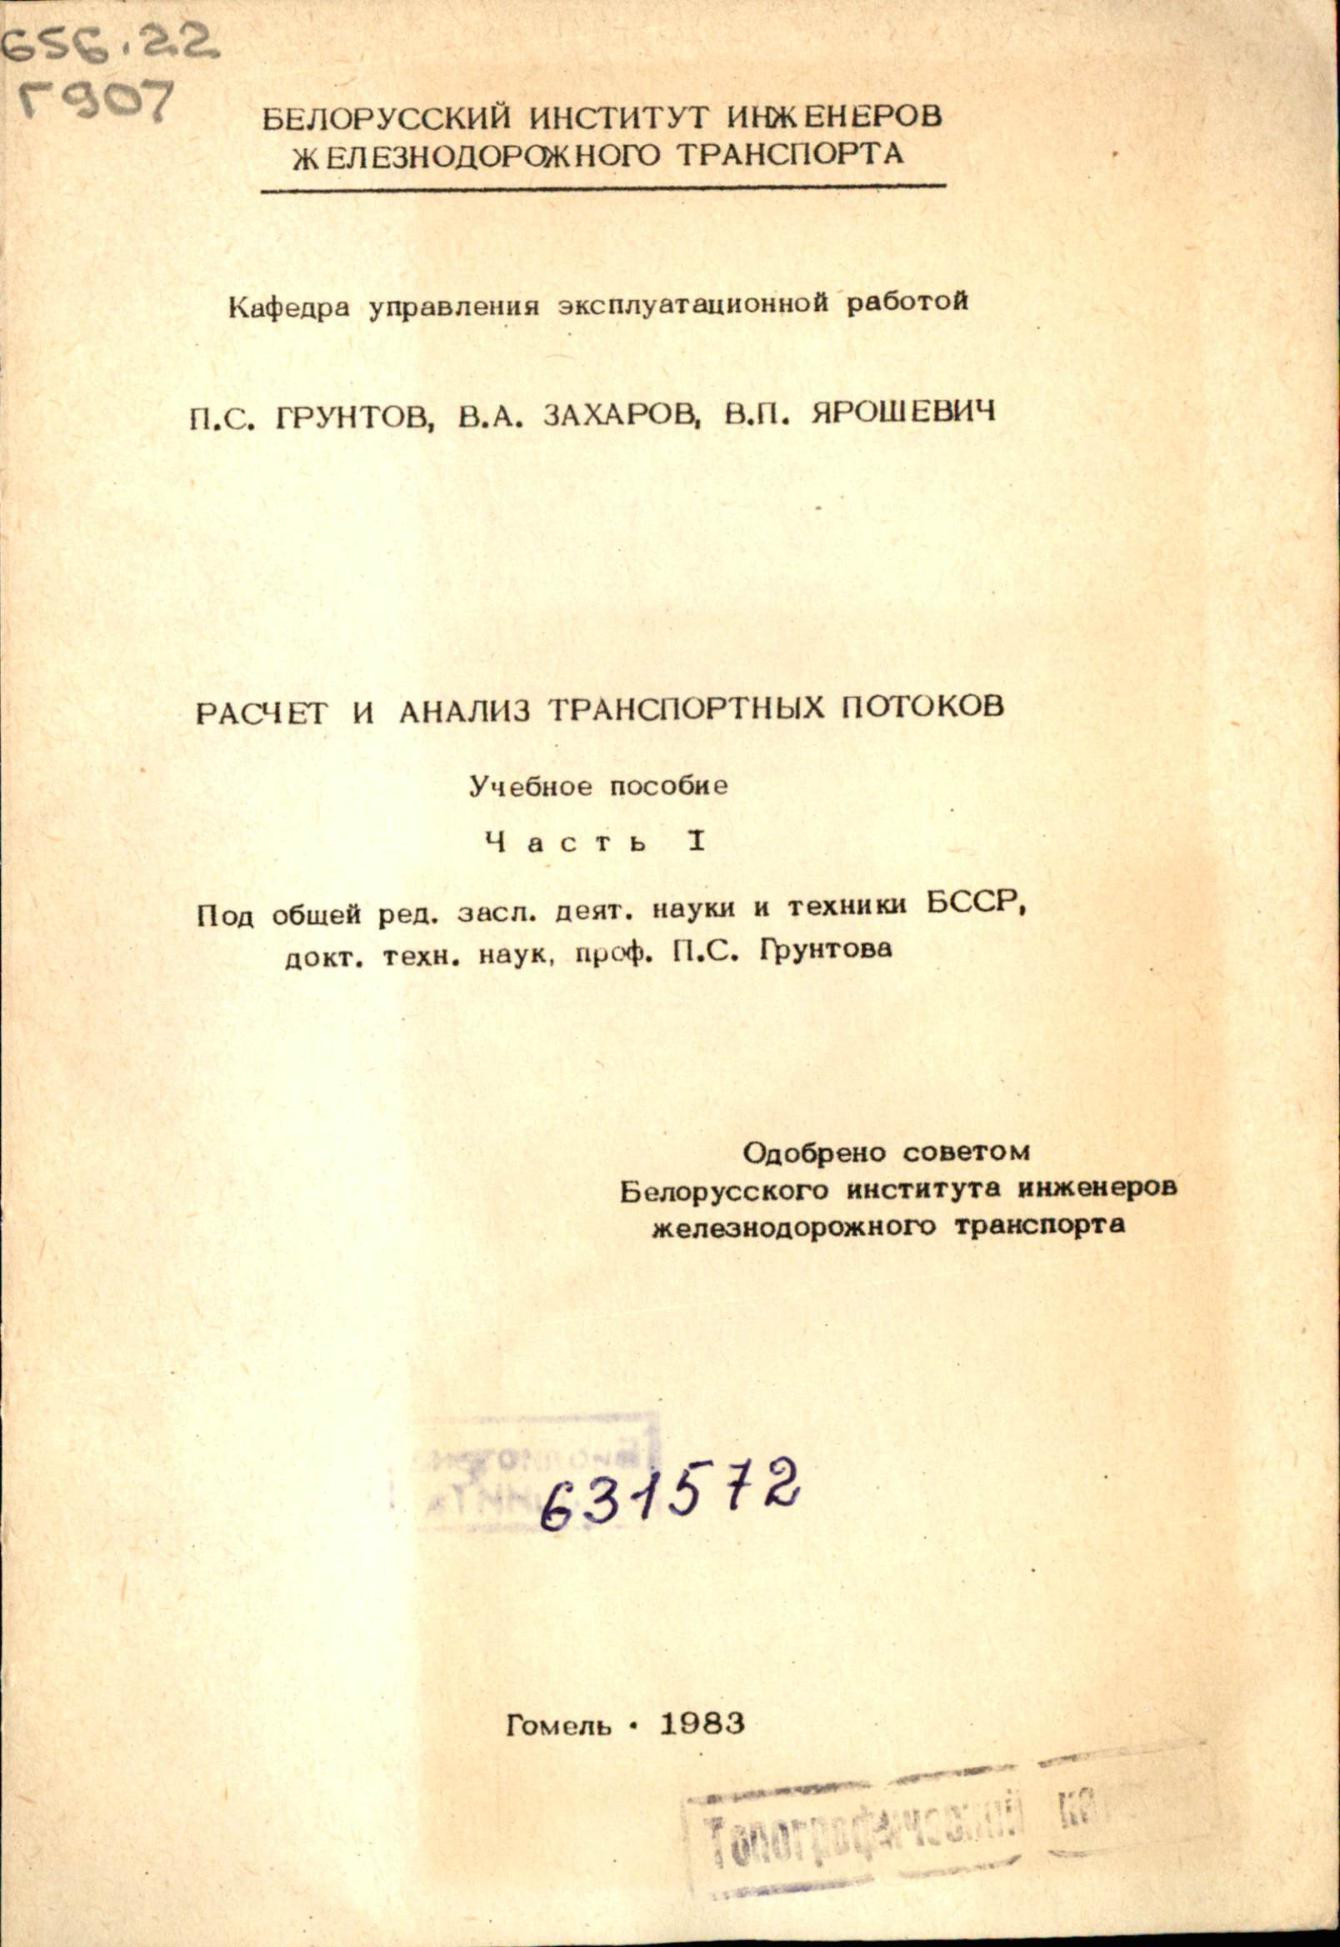 656.22
Г907
БЕЛОРУССКИЙ ИНСТИТУТ ИНЖЕНЕРОВ
ЖЕЛЕЗНОДОРОЖНОГО ТРАНСПОРТА
Кафедра управления эксплуатационной работой
П.С. ГРУНТОВ, В.А. ЗАХАРОВ, В.П. ЯРОШЕВИЧ
РАСЧЕТ И АНАЛИЗ ТРАНСПОРТНЫХ ПОТОКОВ
Учебное пособие
Часть I
Под общей ред. засл. деят. науки и техники БССР,
докт. техн. наук, проф. П.С. Грунтова
Одобрено советом
Белорусского института инженеров
железнодорожного транспорта
631572
Гомель · 1983